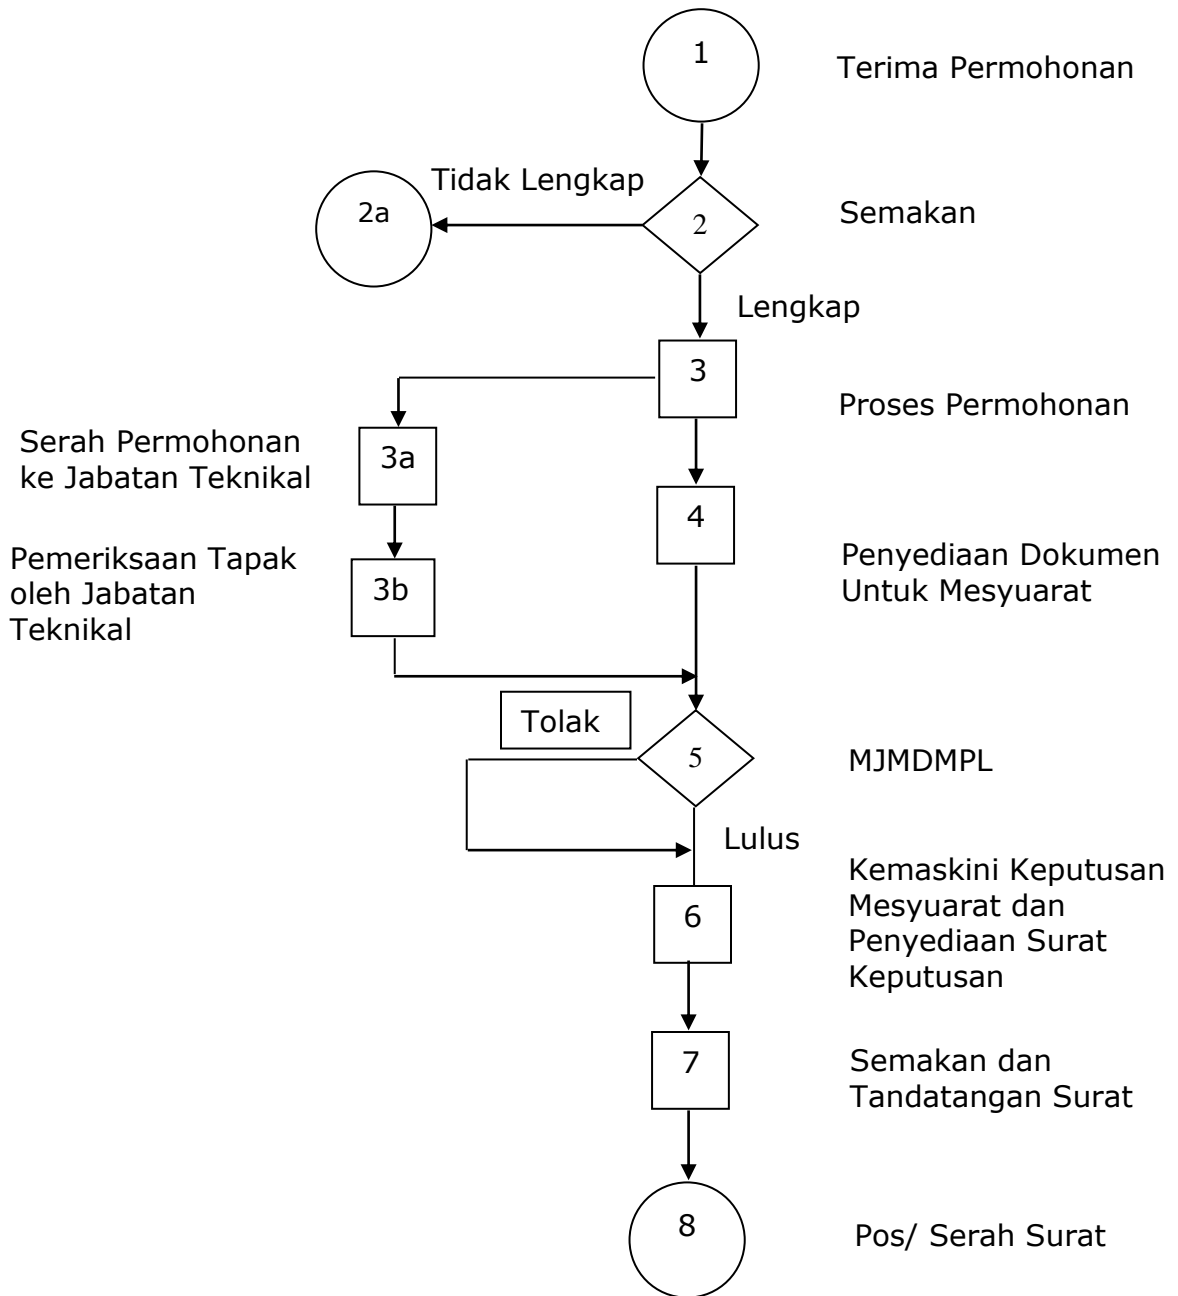 1
Terima Permohonan
Tidak Lengkap
2a
2
Semakan
Lengkap
3
Proses Permohonan
Serah Permohonan
ke Jabatan Teknikal
3a
4
Pemeriksaan Tapak
oleh Jabatan
Teknikal
3b
Penyediaan Dokumen
Untuk Mesyuarat
Tolak
5
MJMDMPL
Lulus
Kemaskini Keputusan
Mesyuarat dan
Penyediaan Surat
Keputusan
6
7
Semakan dan
Tandatangan Surat
8
Pos/ Serah Surat